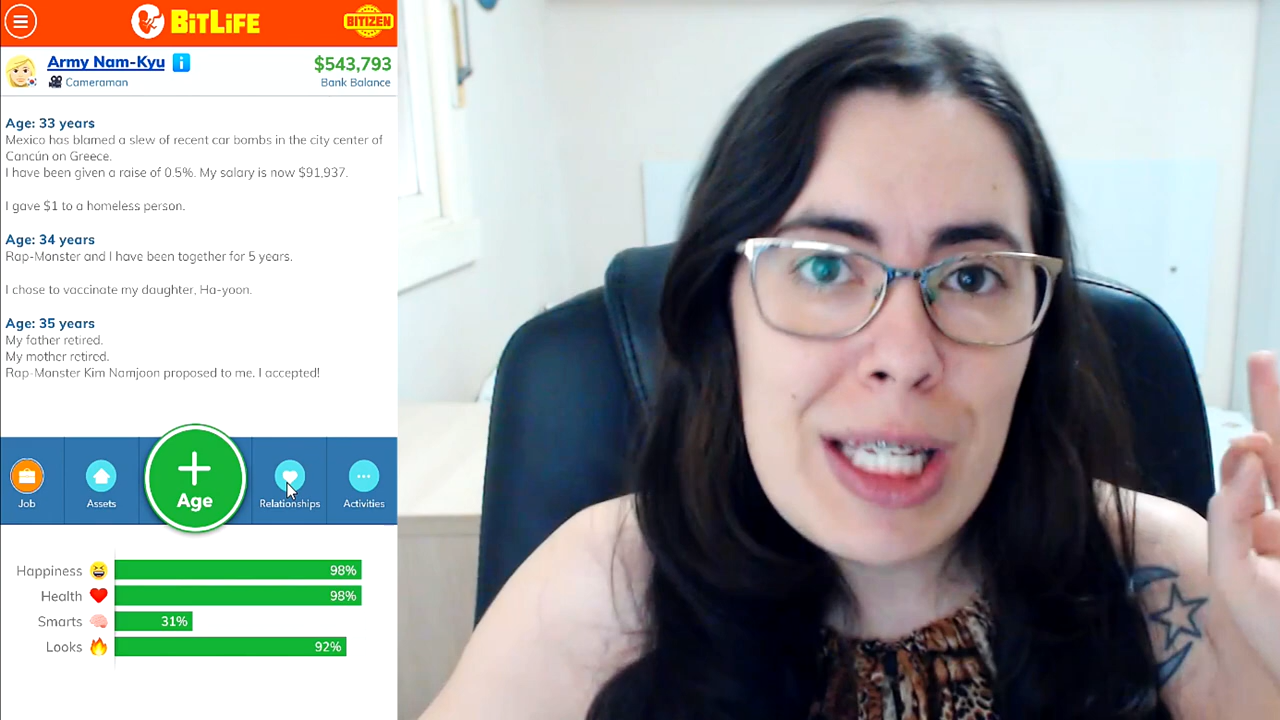 BITLIFE
BITIZEN
Army Nam-Kyu i
$543,793
Cameraman
Bank Balance
Age: 33 years
Mexico has blamed a slew of recent car bombs in the city center of
Cancún on Greece.
I have been given a raise of 0.5%. My salary is now $91,937.
I gave $1 to a homeless person.
Age: 34 years
Rap-Monster and I have been together for 5 years.
I chose to vaccinate my daughter, Ha-yoon.
Age: 35 years
My father retired.
My mother retired.
Rap-Monster Kim Namjoon proposed to me. I accepted!
Job
Assets
+
Age
Relationships
Activities
Happiness 98%
Health 98%
Smarts 31%
Looks 92%